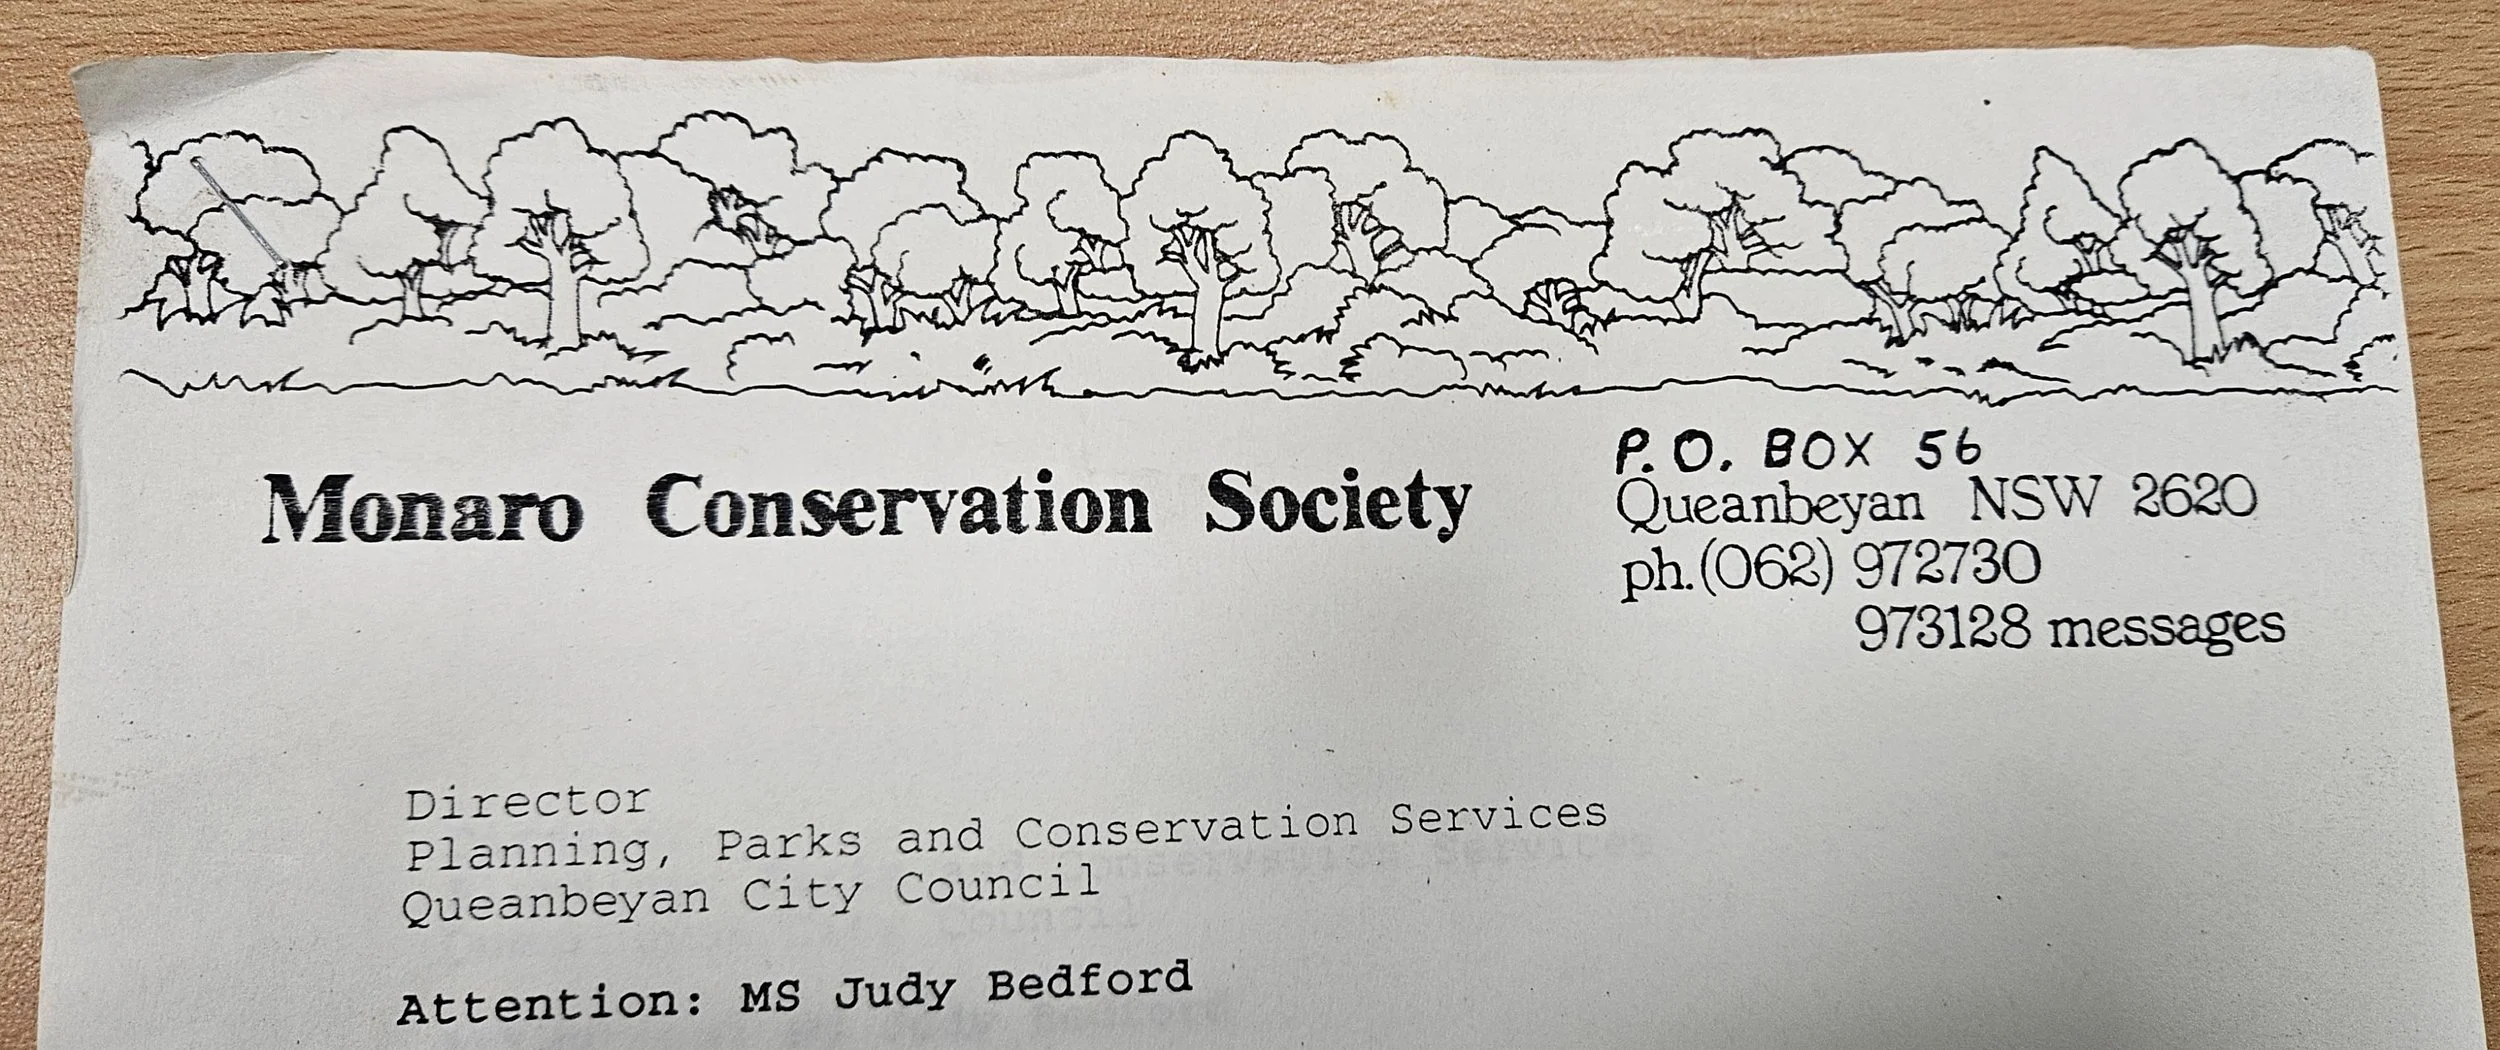 Monaro Conservation Society
P.O. BOX 56
Queanbeyan NSW 2620
ph.(062) 972730
973128 messages
Director
Planning, Parks and Conservation Services
Queanbeyan City Council
Attention: MS Judy Bedford